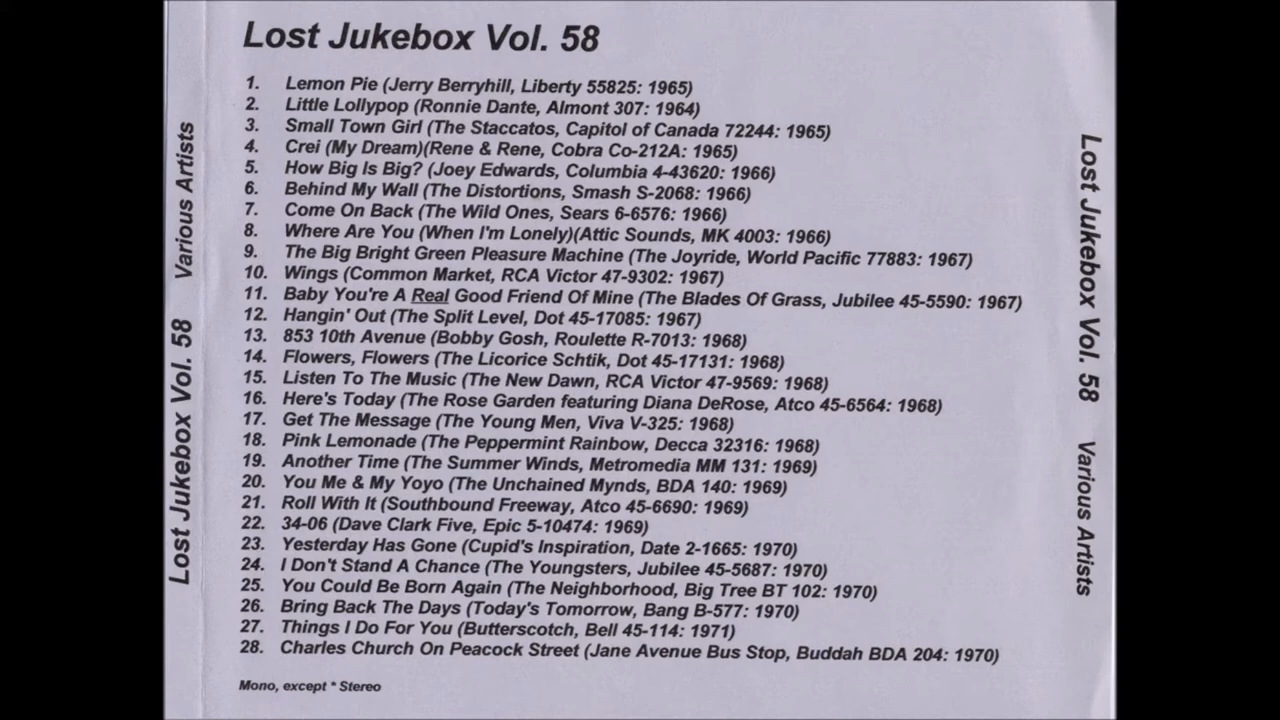 Lost Jukebox Vol. 58
1. Lemon Pie (Jerry Berryhill, Liberty 55825: 1965)
2. Little Lollypop (Ronnie Dante, Almont 307: 1964)
3. Small Town Girl (The Staccatos, Capitol of Canada 72244: 1965)
4. Crei (My Dream)(Rene & Rene, Cobra Co-212A: 1965)
5. How Big Is Big? (Joey Edwards, Columbia 4-43620: 1966)
6. Behind My Wall (The Distortions, Smash S-2068: 1966)
7. Come On Back (The Wild Ones, Sears 6-6576: 1966)
8. Where Are You (When I'm Lonely)(Attic Sounds, MK 4003: 1966)
9. The Big Bright Green Pleasure Machine (The Joyride, World Pacific 77883: 1967)
10. Wings (Common Market, RCA Victor 47-9302: 1967)
11. Baby You're A Real Good Friend Of Mine (The Blades Of Grass, Jubilee 45-5590: 1967)
12. Hangin' Out (The Split Level, Dot 45-17085: 1967)
13. 853 10th Avenue (Bobby Gosh, Roulette R-7013: 1968)
14. Flowers, Flowers (The Licorice Schtik, Dot 45-17131: 1968)
15. Listen To The Music (The New Dawn, RCA Victor 47-9569: 1968)
16. Here's Today (The Rose Garden featuring Diana DeRose, Atco 45-6564: 1968)
17. Get The Message (The Young Men, Viva V-325: 1968)
18. Pink Lemonade (The Peppermint Rainbow, Decca 32316: 1968)
19. Another Time (The Summer Winds, Metromedia MM 131: 1969)
20. You Me & My Yoyo (The Unchained Mynds, BDA 140: 1969)
21. Roll With It (Southbound Freeway, Atco 45-6690: 1969)
22. 34-06 (Dave Clark Five, Epic 5-10474: 1969)
23. Yesterday Has Gone (Cupid's Inspiration, Date 2-1665: 1970)
24. I Don't Stand A Chance (The Youngsters, Jubilee 45-5687: 1970)
25. You Could Be Born Again (The Neighborhood, Big Tree BT 102: 1970)
26. Bring Back The Days (Today's Tomorrow, Bang B-577: 1970)
27. Things I Do For You (Butterscotch, Bell 45-114: 1971)
28. Charles Church On Peacock Street (Jane Avenue Bus Stop, Buddah BDA 204: 1970)
Mono, except * Stereo
Lost Jukebox Vol. 58 Various Artists
Lost Jukebox Vol. 58 Various Artists